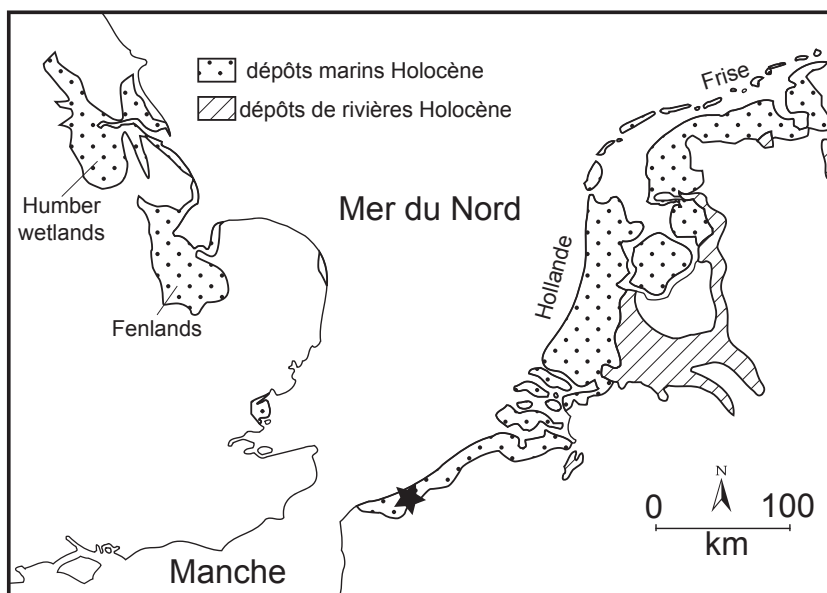 dépôts marins Holocène
dépôts de rivières Holocène
Frise
Humber
wetlands
Mer du Nord
Hollande
Fenlands
N
0 100
km
Manche